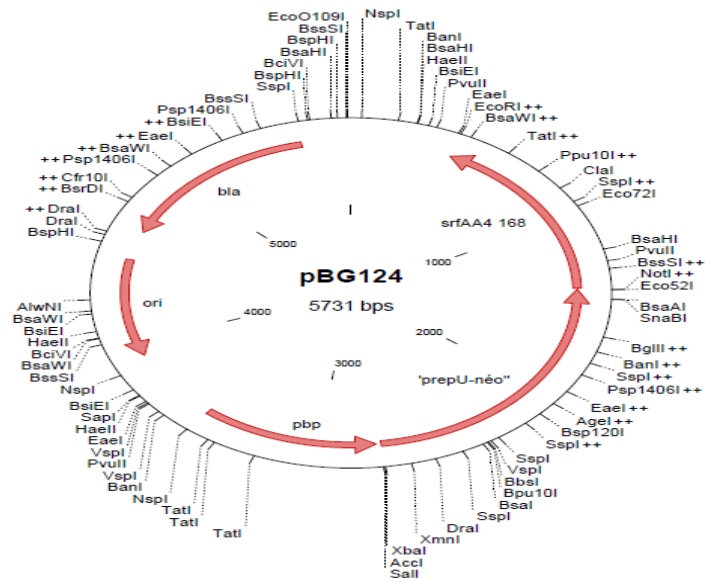 EcoO109I
BssSI
BspHI
BsaHI
BciVI
BspHI
SspI
BssSI
Psp1406I
++ BsiEI
++ EaeI
++ BsaWI
++ Psp1406I
++ Cfr10I
++ BsrDI
++ DraI
DraI
BspHI
AlwNI
BsaWI
BsiEI
HaeII
BciVI
BsaWI
BssSI
NspI
BsiEI
SapI
HaeII
EaeI
VspI
PvuII
VspI
BanI
NspI
TatI
TatI
TatI
NspI
TatI
BanI
BsaHI
HaeII
BsiEI
PvuII
EaeI
EcoRI ++
BsaWI ++
TatI ++
Ppu10I ++
ClaI
SspI ++
Eco72I
BsaHI
PvuII
BssSI ++
NotI ++
Eco52I
BsaAI
SnaBI
BglII ++
BanI ++
SspI ++
Psp1406I ++
EaeI ++
AgeI ++
Bsp120I
SspI ++
SspI
VspI
BbsI
Bpu10I
BsaI
SspI
DraI
XmnI
XbaI
AccI
SalI
bla
I
srfAA4 168
5000
1000
pBG124
5731 bps
ori
4000
2000
3000
'prepU-néo"
pbp